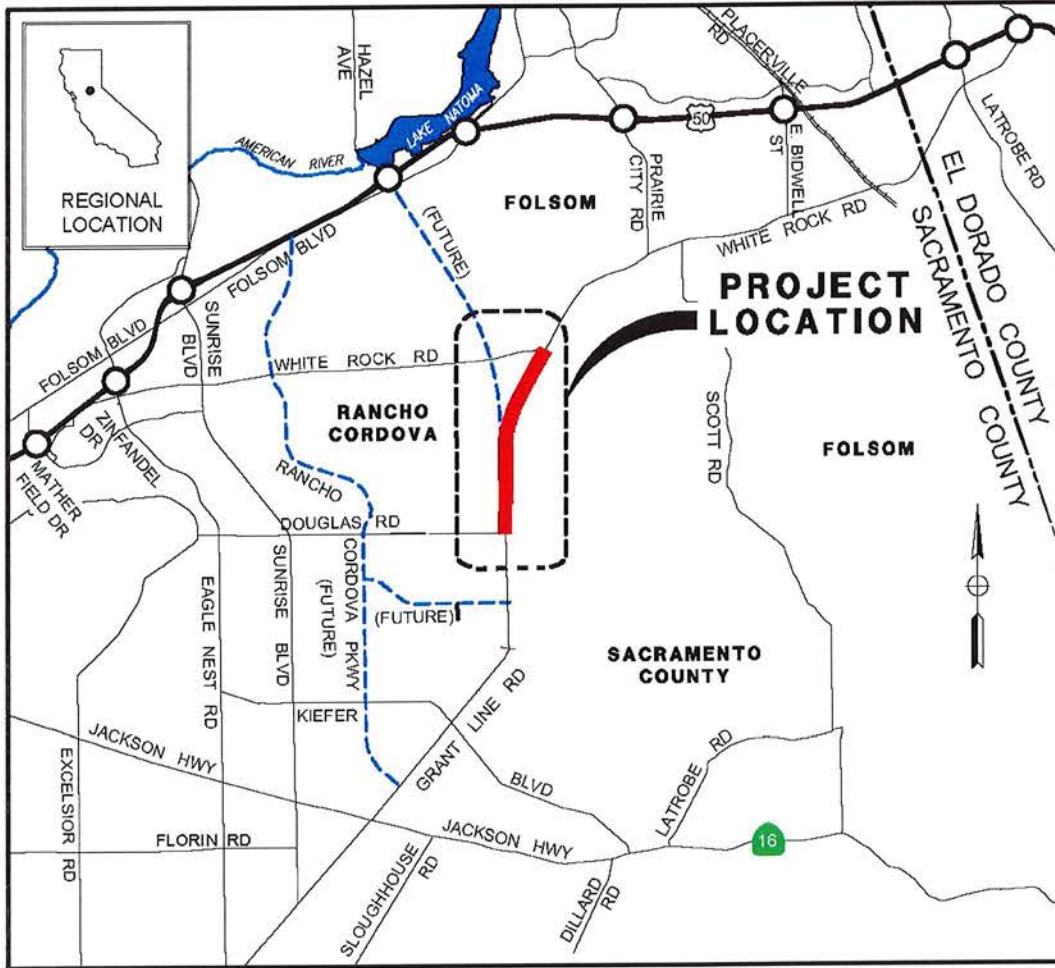 REGIONAL
LOCATION
HAZEL
AVE
AMERICAN RIVER
LAKE NATOMA
PLACERVILLE
RD
50
E. BIDWELL
ST
LATROBE RD
PRAIRIE
CITY RD
FOLSOM
(FUTURE)
WHITE ROCK RD
EL DORADO COUNTY
SACRAMENTO COUNTY
PROJECT
LOCATION
FOLSOM BLVD
FOLSOM BLVD
SUNRISE
BLVD
WHITE ROCK RD
RANCHO
CORDOVA
SCOTT RD
FOLSOM
ZINFANDEL
DR
MATHER
FIELD DR
RANCHO
CORDOVA PKWY
(FUTURE)
DOUGLAS RD
(FUTURE)
EAGLE NEST RD
SUNRISE BLVD
SACRAMENTO
COUNTY
KIEFER
BLVD
GRANT LINE RD
JACKSON HWY
EXCELSIOR RD
FLORIN RD
JACKSON HWY
LATROBE RD
16
SLOUGHHOUSE
RD
DILLARD
RD